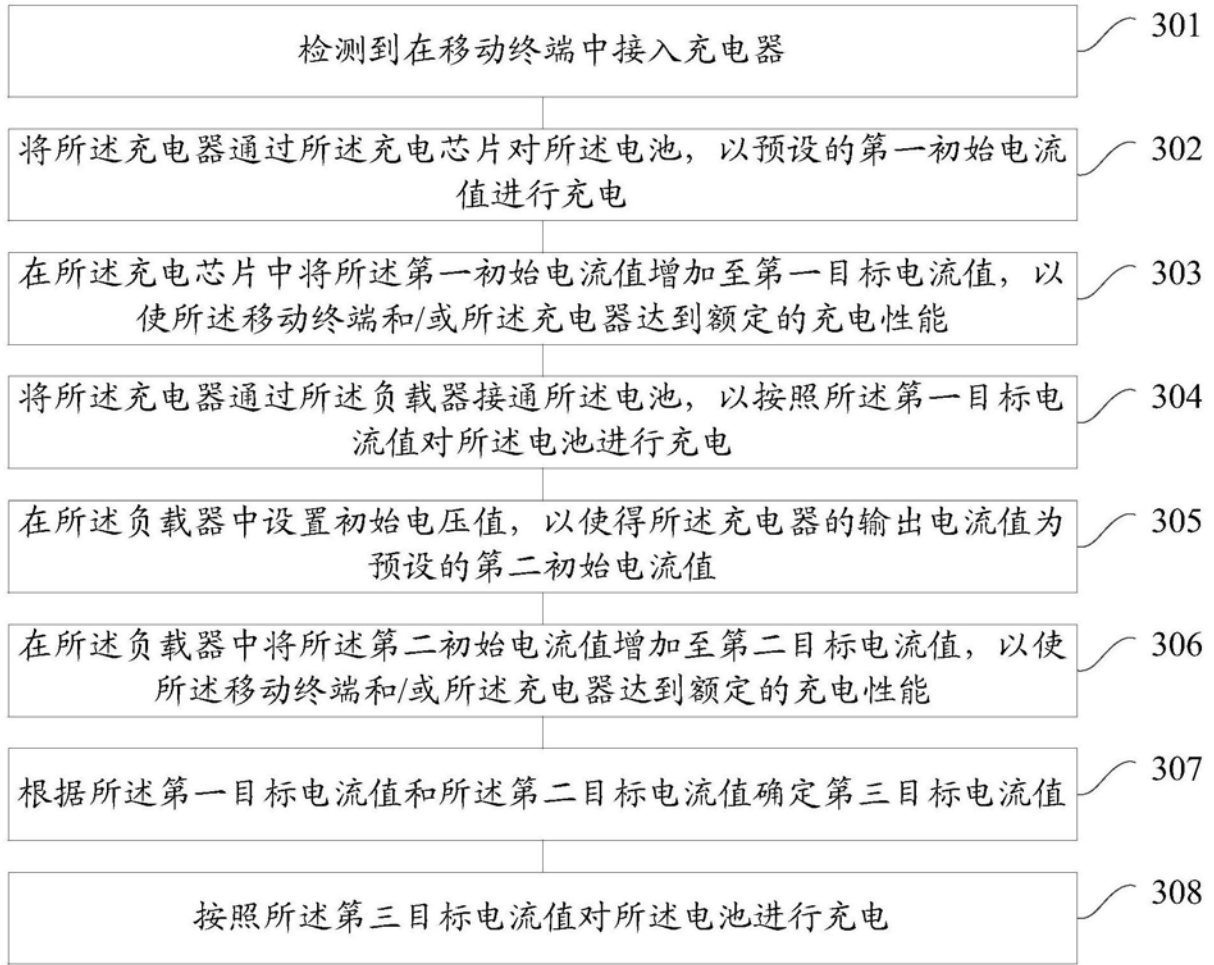 检测到在移动终端中接入充电器
301
将所述充电器通过所述充电芯片对所述电池，以预设的第一初始电流
值进行充电
302
在所述充电芯片中将所述第一初始电流值增加至第一目标电流值，以
使所述移动终端和/或所述充电器达到额定的充电性能
303
将所述充电器通过所述负载器接通所述电池，以按照所述第一目标电
流值对所述电池进行充电
304
在所述负载器中设置初始电压值，以使得所述充电器的输出电流值为
预设的第二初始电流值
305
在所述负载器中将所述第二初始电流值增加至第二目标电流值，以使
所述移动终端和/或所述充电器达到额定的充电性能
306
根据所述第一目标电流值和所述第二目标电流值确定第三目标电流值
307
按照所述第三目标电流值对所述电池进行充电
308